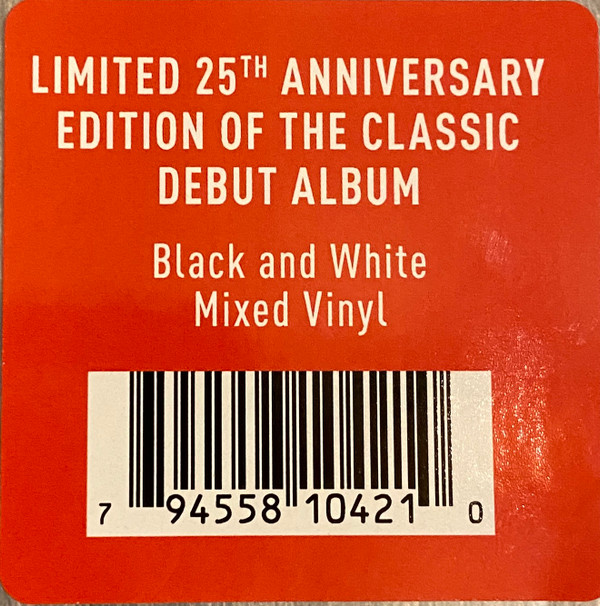 LIMITED 25TH ANNIVERSARY
EDITION OF THE CLASSIC
DEBUT ALBUM
Black and White
Mixed Vinyl
7 94558 10421 0